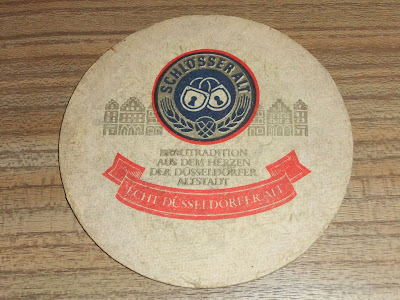 SCHLÖSSER ALT
BRAUTRADITION
AUS DEM HERZEN
DER DÜSSELDORFER
ALTSTADT
ECHT DÜSSELDORFER ALT